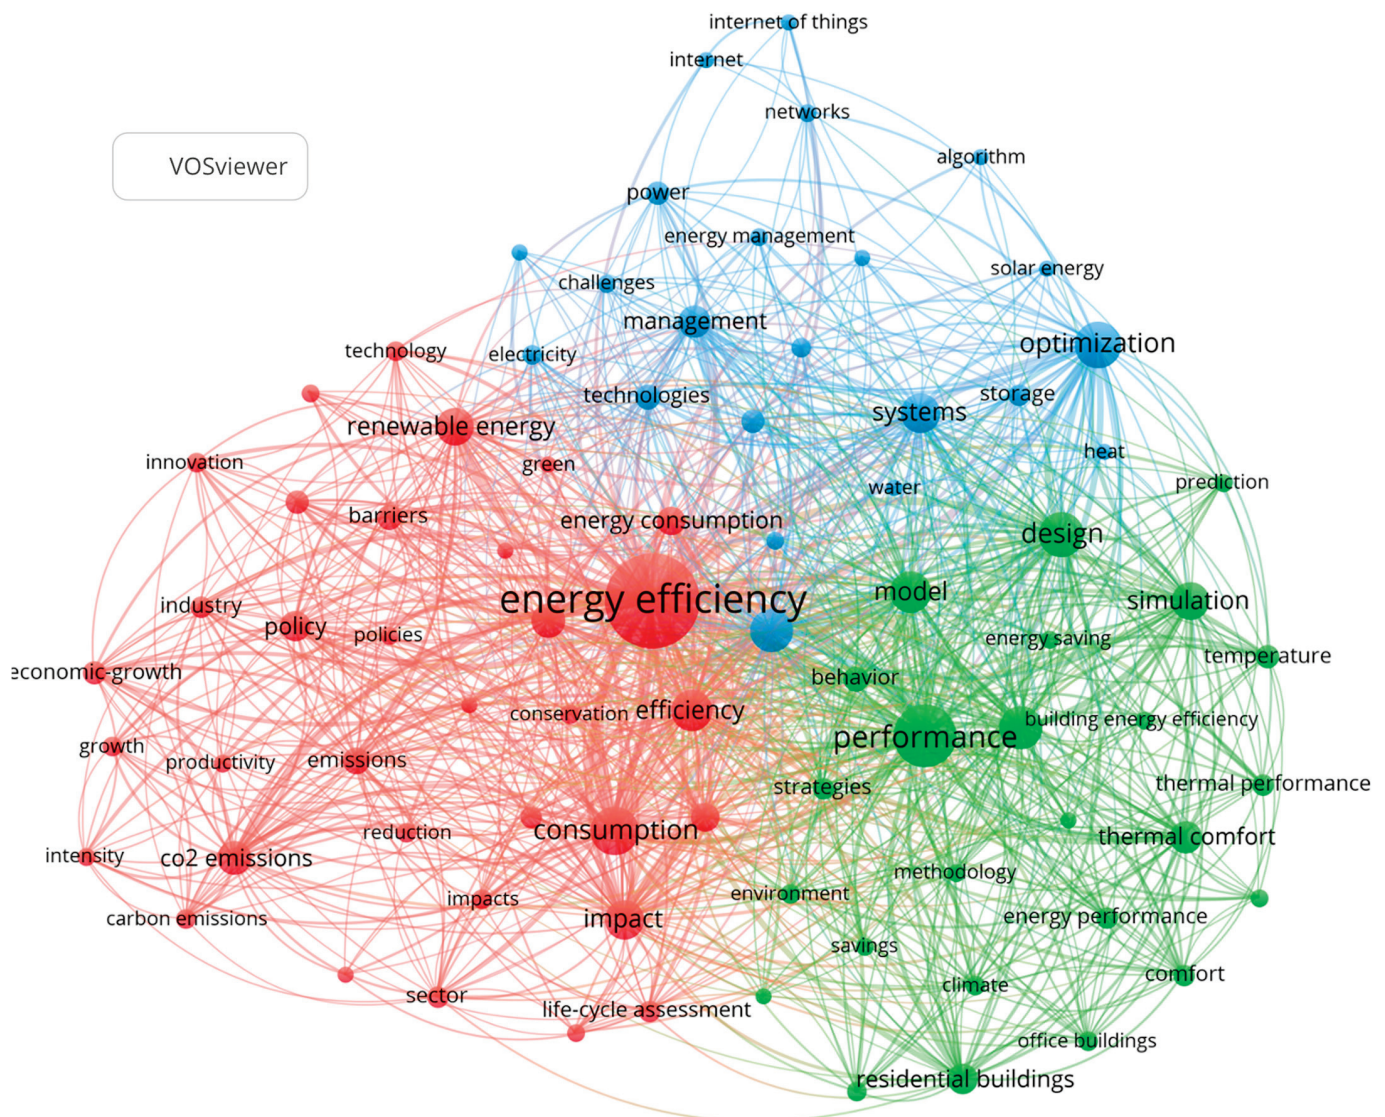 internet of things
internet
networks
VOSviewer
algorithm
power
energy management
solar energy
challenges
management
optimization
technology
electricity
technologies
storage
systems
renewable energy
heat
innovation
green
prediction
water
barriers
energy consumption
design
energy efficiency
model
simulation
industry
policy
policies
energy saving
temperature
economic-growth
behavior
conservation
efficiency
building energy efficiency
performance
growth
productivity
emissions
strategies
thermal performance
reduction
consumption
thermal comfort
intensity
co2 emissions
methodology
impacts
environment
carbon emissions
impact
energy performance
savings
comfort
climate
sector
life-cycle assessment
office buildings
residential buildings